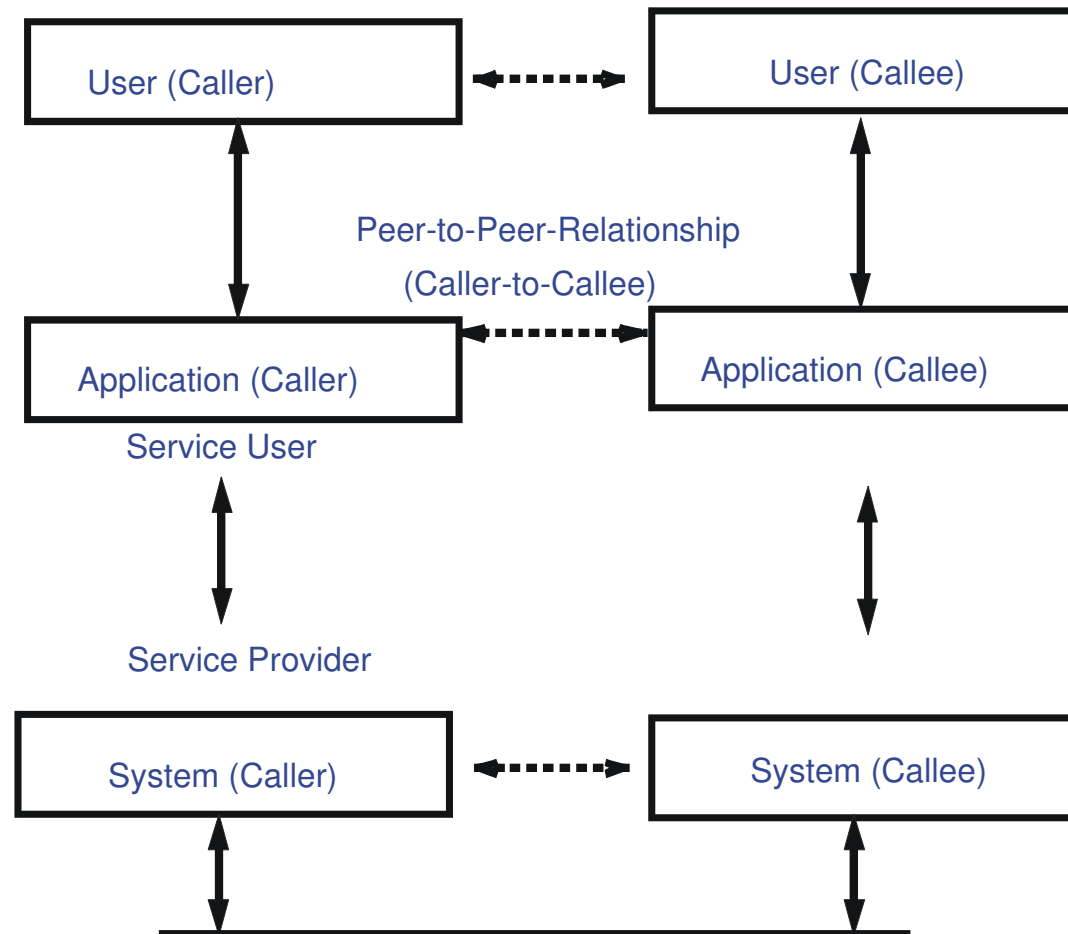 User (Caller)
User (Callee)
Peer-to-Peer-Relationship
(Caller-to-Callee)
Application (Caller)
Application (Callee)
Service User
Service Provider
System (Caller)
System (Callee)